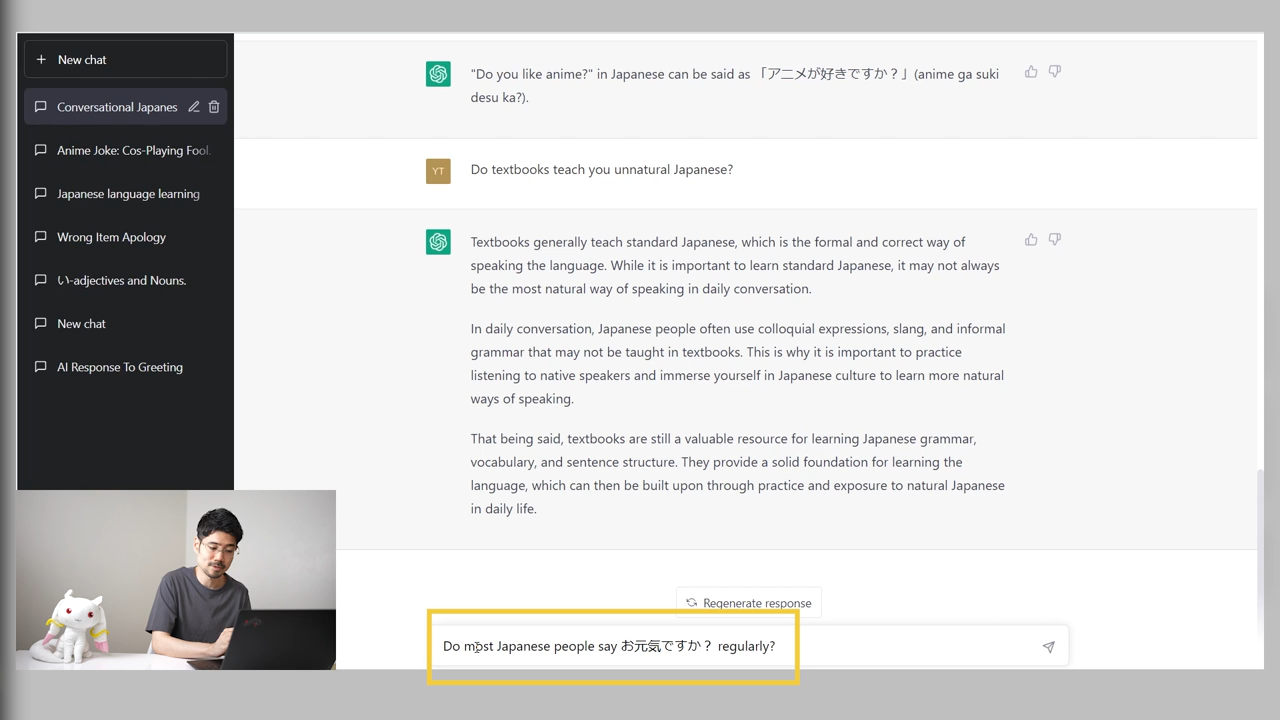 New chat
Conversational Japanes
Anime Joke: Cos-Playing Fool.
Japanese language learning
Wrong Item Apology
い-adjectives and Nouns.
New chat
AI Response To Greeting
"Do you like anime?" in Japanese can be said as 「アニメが好きですか？」(anime ga suki
desu ka?).
YT
Do textbooks teach you unnatural Japanese?
Textbooks generally teach standard Japanese, which is the formal and correct way of
speaking the language. While it is important to learn standard Japanese, it may not always
be the most natural way of speaking in daily conversation.
In daily conversation, Japanese people often use colloquial expressions, slang, and informal
grammar that may not be taught in textbooks. This is why it is important to practice
listening to native speakers and immerse yourself in Japanese culture to learn more natural
ways of speaking.
That being said, textbooks are still a valuable resource for learning Japanese grammar,
vocabulary, and sentence structure. They provide a solid foundation for learning the
language, which can then be built upon through practice and exposure to natural Japanese
in daily life.
Regenerate response
Do most Japanese people say お元気ですか？ regularly?